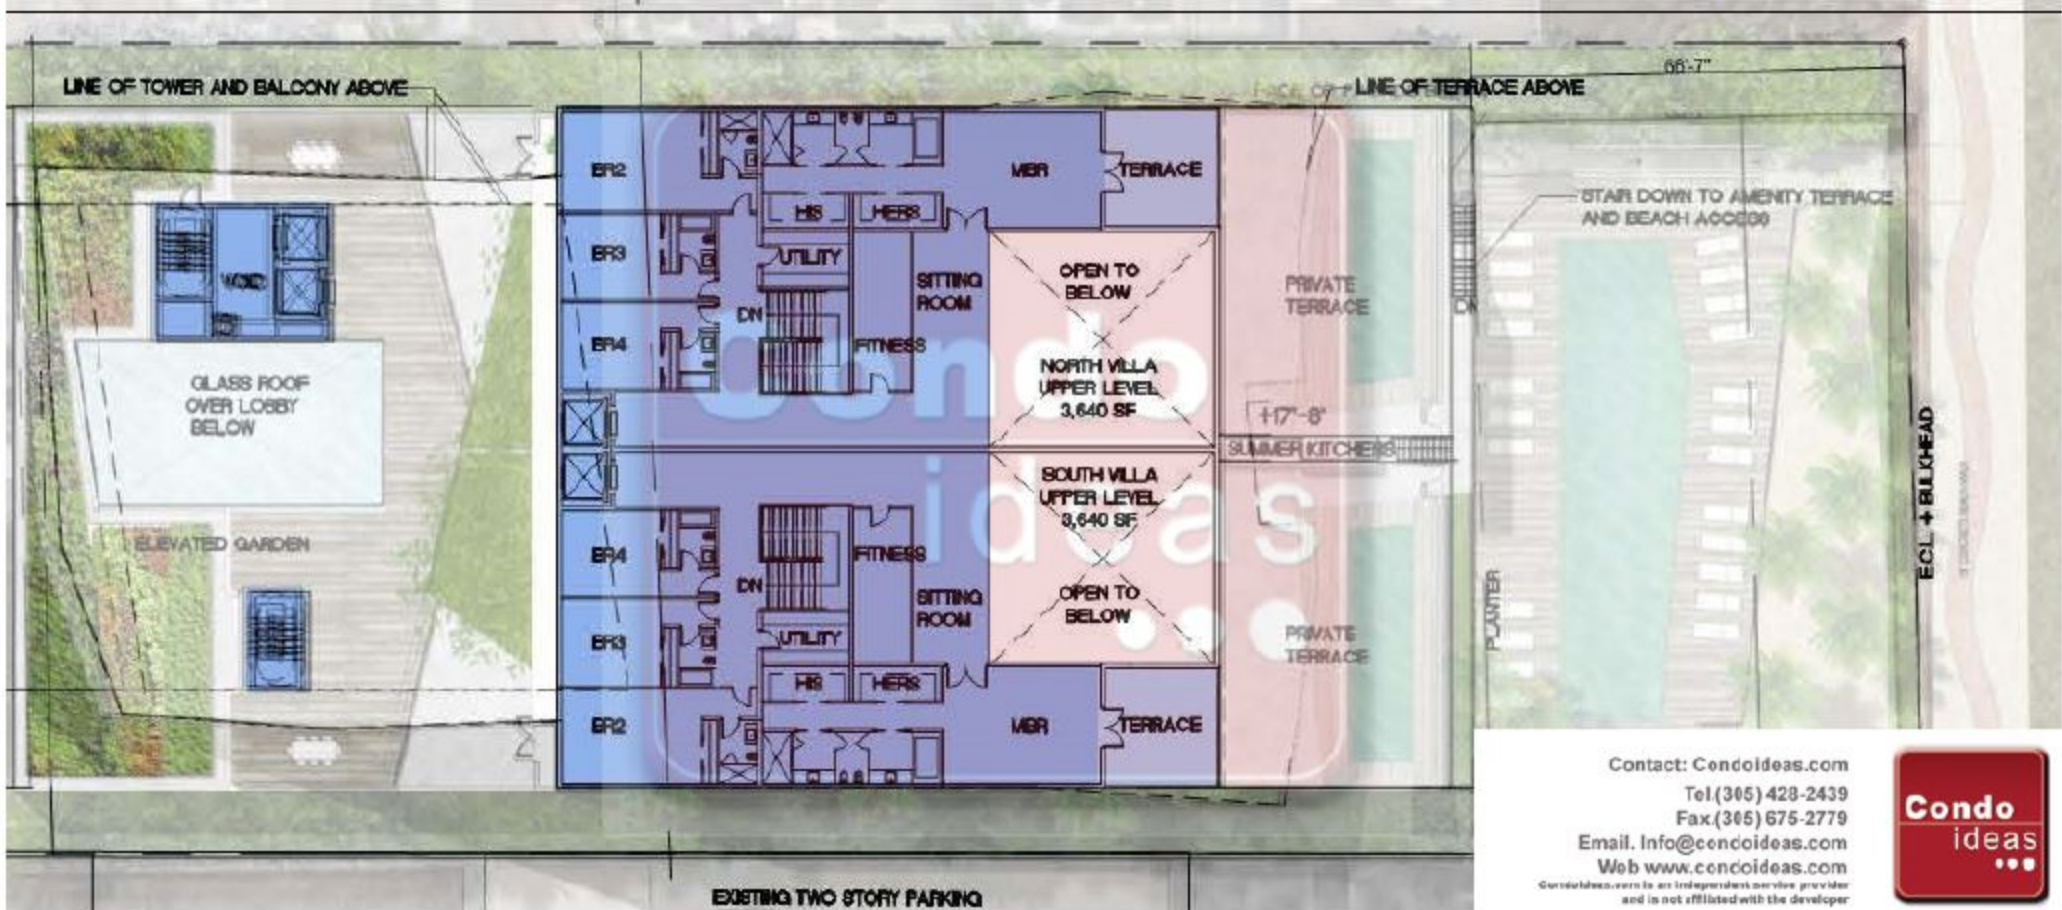 LINE OF TOWER AND BALCONY ABOVE
LINE OF TERRACE ABOVE
66'-7"
STAIR DOWN TO AMENITY TERRACE
AND BEACH ACCESS
BR2
HIS
HERS
MBR
TERRACE
BR3
UTILITY
SITTING
ROOM
OPEN TO
BELOW
PRIVATE
TERRACE
DN
DN
BR4
FITNESS
NORTH VILLA
UPPER LEVEL
3,640 SF
GLASS ROOF
OVER LOBBY
BELOW
+17'-8"
SUMMER KITCHENS
Condo
ideas
SOUTH VILLA
UPPER LEVEL
3,640 SF
ELEVATED GARDEN
BR4
FITNESS
DN
SITTING
ROOM
OPEN TO
BELOW
PLANTER
ECL + BULKHEAD
BR3
UTILITY
PRIVATE
TERRACE
HIS
HERS
BR2
MBR
TERRACE
EXISTING TWO STORY PARKING
Contact: Condoideas.com
Tel.(305) 428-2439
Fax.(305) 675-2779
Email. Info@condoideas.com
Web www.condoideas.com
Condoideas.com is an independent service provider
and is not affiliated with the developer
Condo
ideas